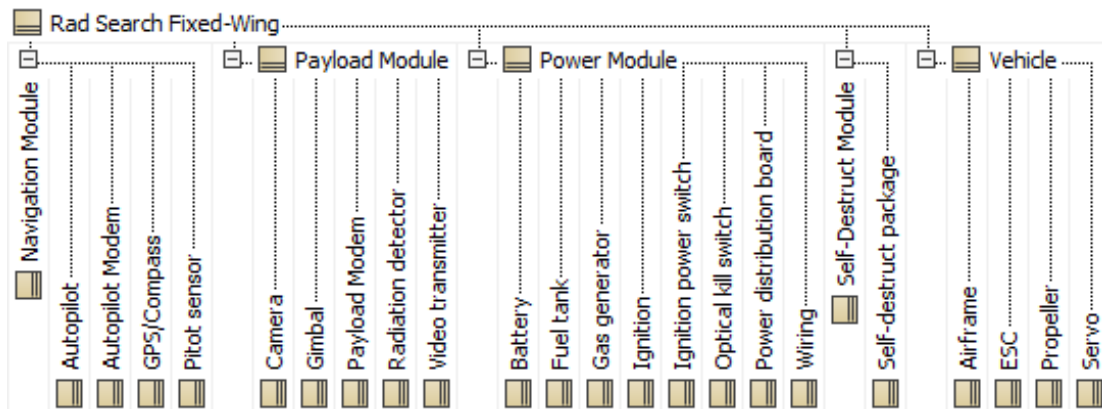 Rad Search Fixed-Wing
Navigation Module
Autopilot
Autopilot Modem
GPS/Compass
Pitot sensor
Payload Module
Camera
Gimbal
Payload Modem
Radiation detector
Video transmitter
Power Module
Battery
Fuel tank
Gas generator
Ignition
Ignition power switch
Optical kill switch
Power distribution board
Wiring
Self-Destruct Module
Self-destruct package
Vehicle
Airframe
ESC
Propeller
Servo